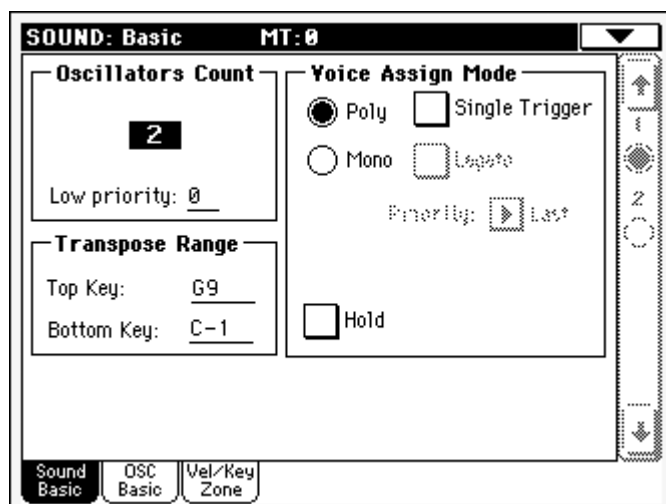 SOUND: Basic MT:0
Oscillators Count
2
Low priority: 0
Transpose Range
Top Key: G9
Bottom Key: C-1
Voice Assign Mode
Poly Single Trigger
Mono Legato
Priority: Last
Hold
1
2
Sound Basic
OSC Basic
Vel/Key Zone